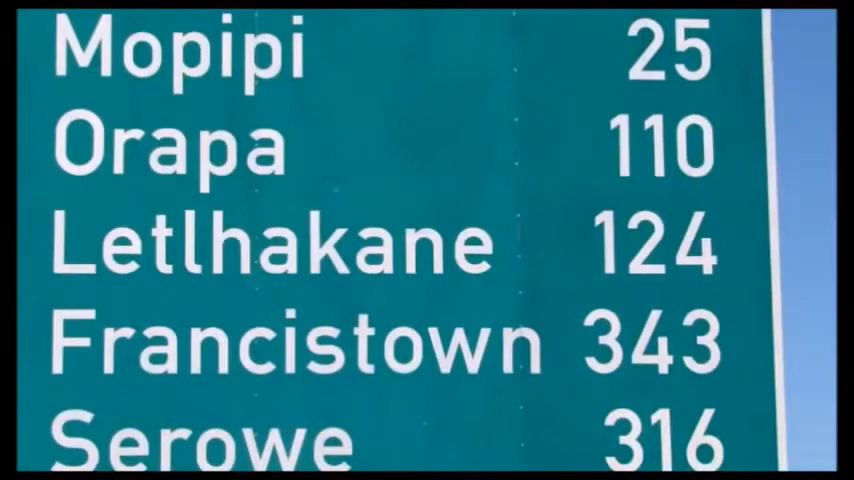 Mopipi 25
Orapa 110
Letlhakane 124
Francistown 343
Serowe 316